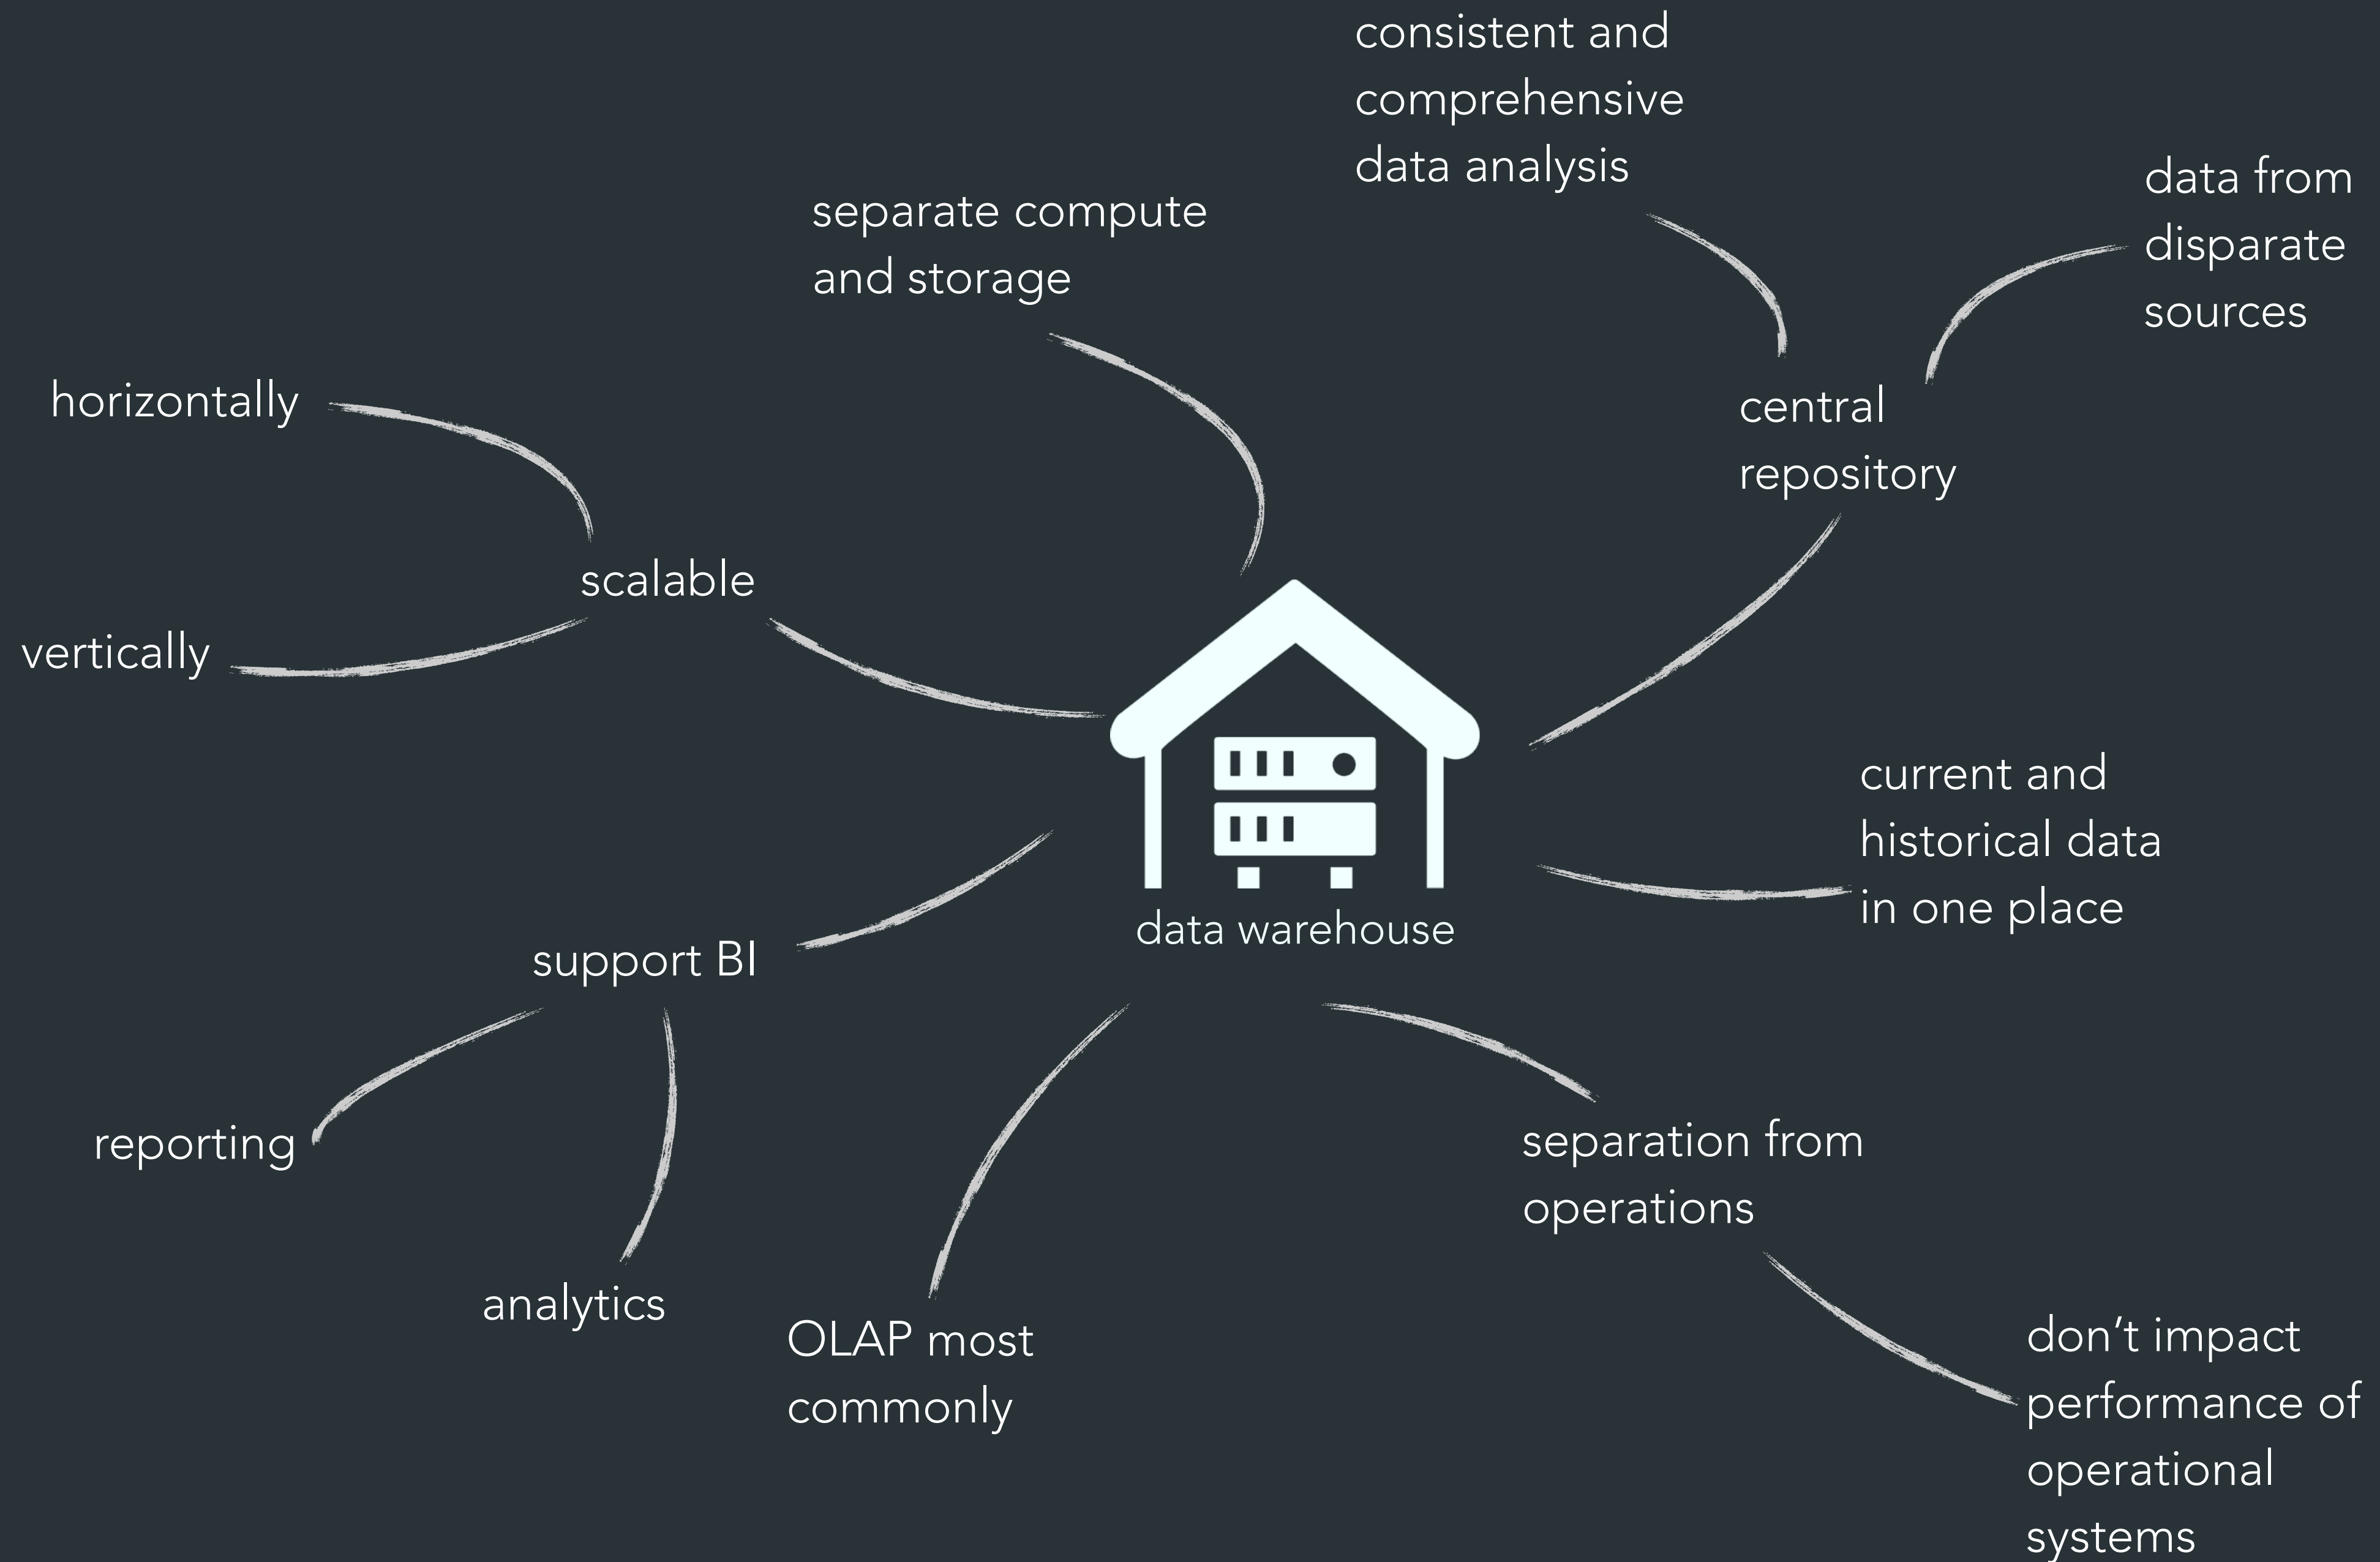 consistent and
comprehensive
data analysis
data from
disparate
sources
separate compute
and storage
horizontally
central
repository
scalable
vertically
current and
historical data
in one place
data warehouse
support BI
reporting
analytics
OLAP most
commonly
separation from
operations
don’t impact
performance of
operational
systems